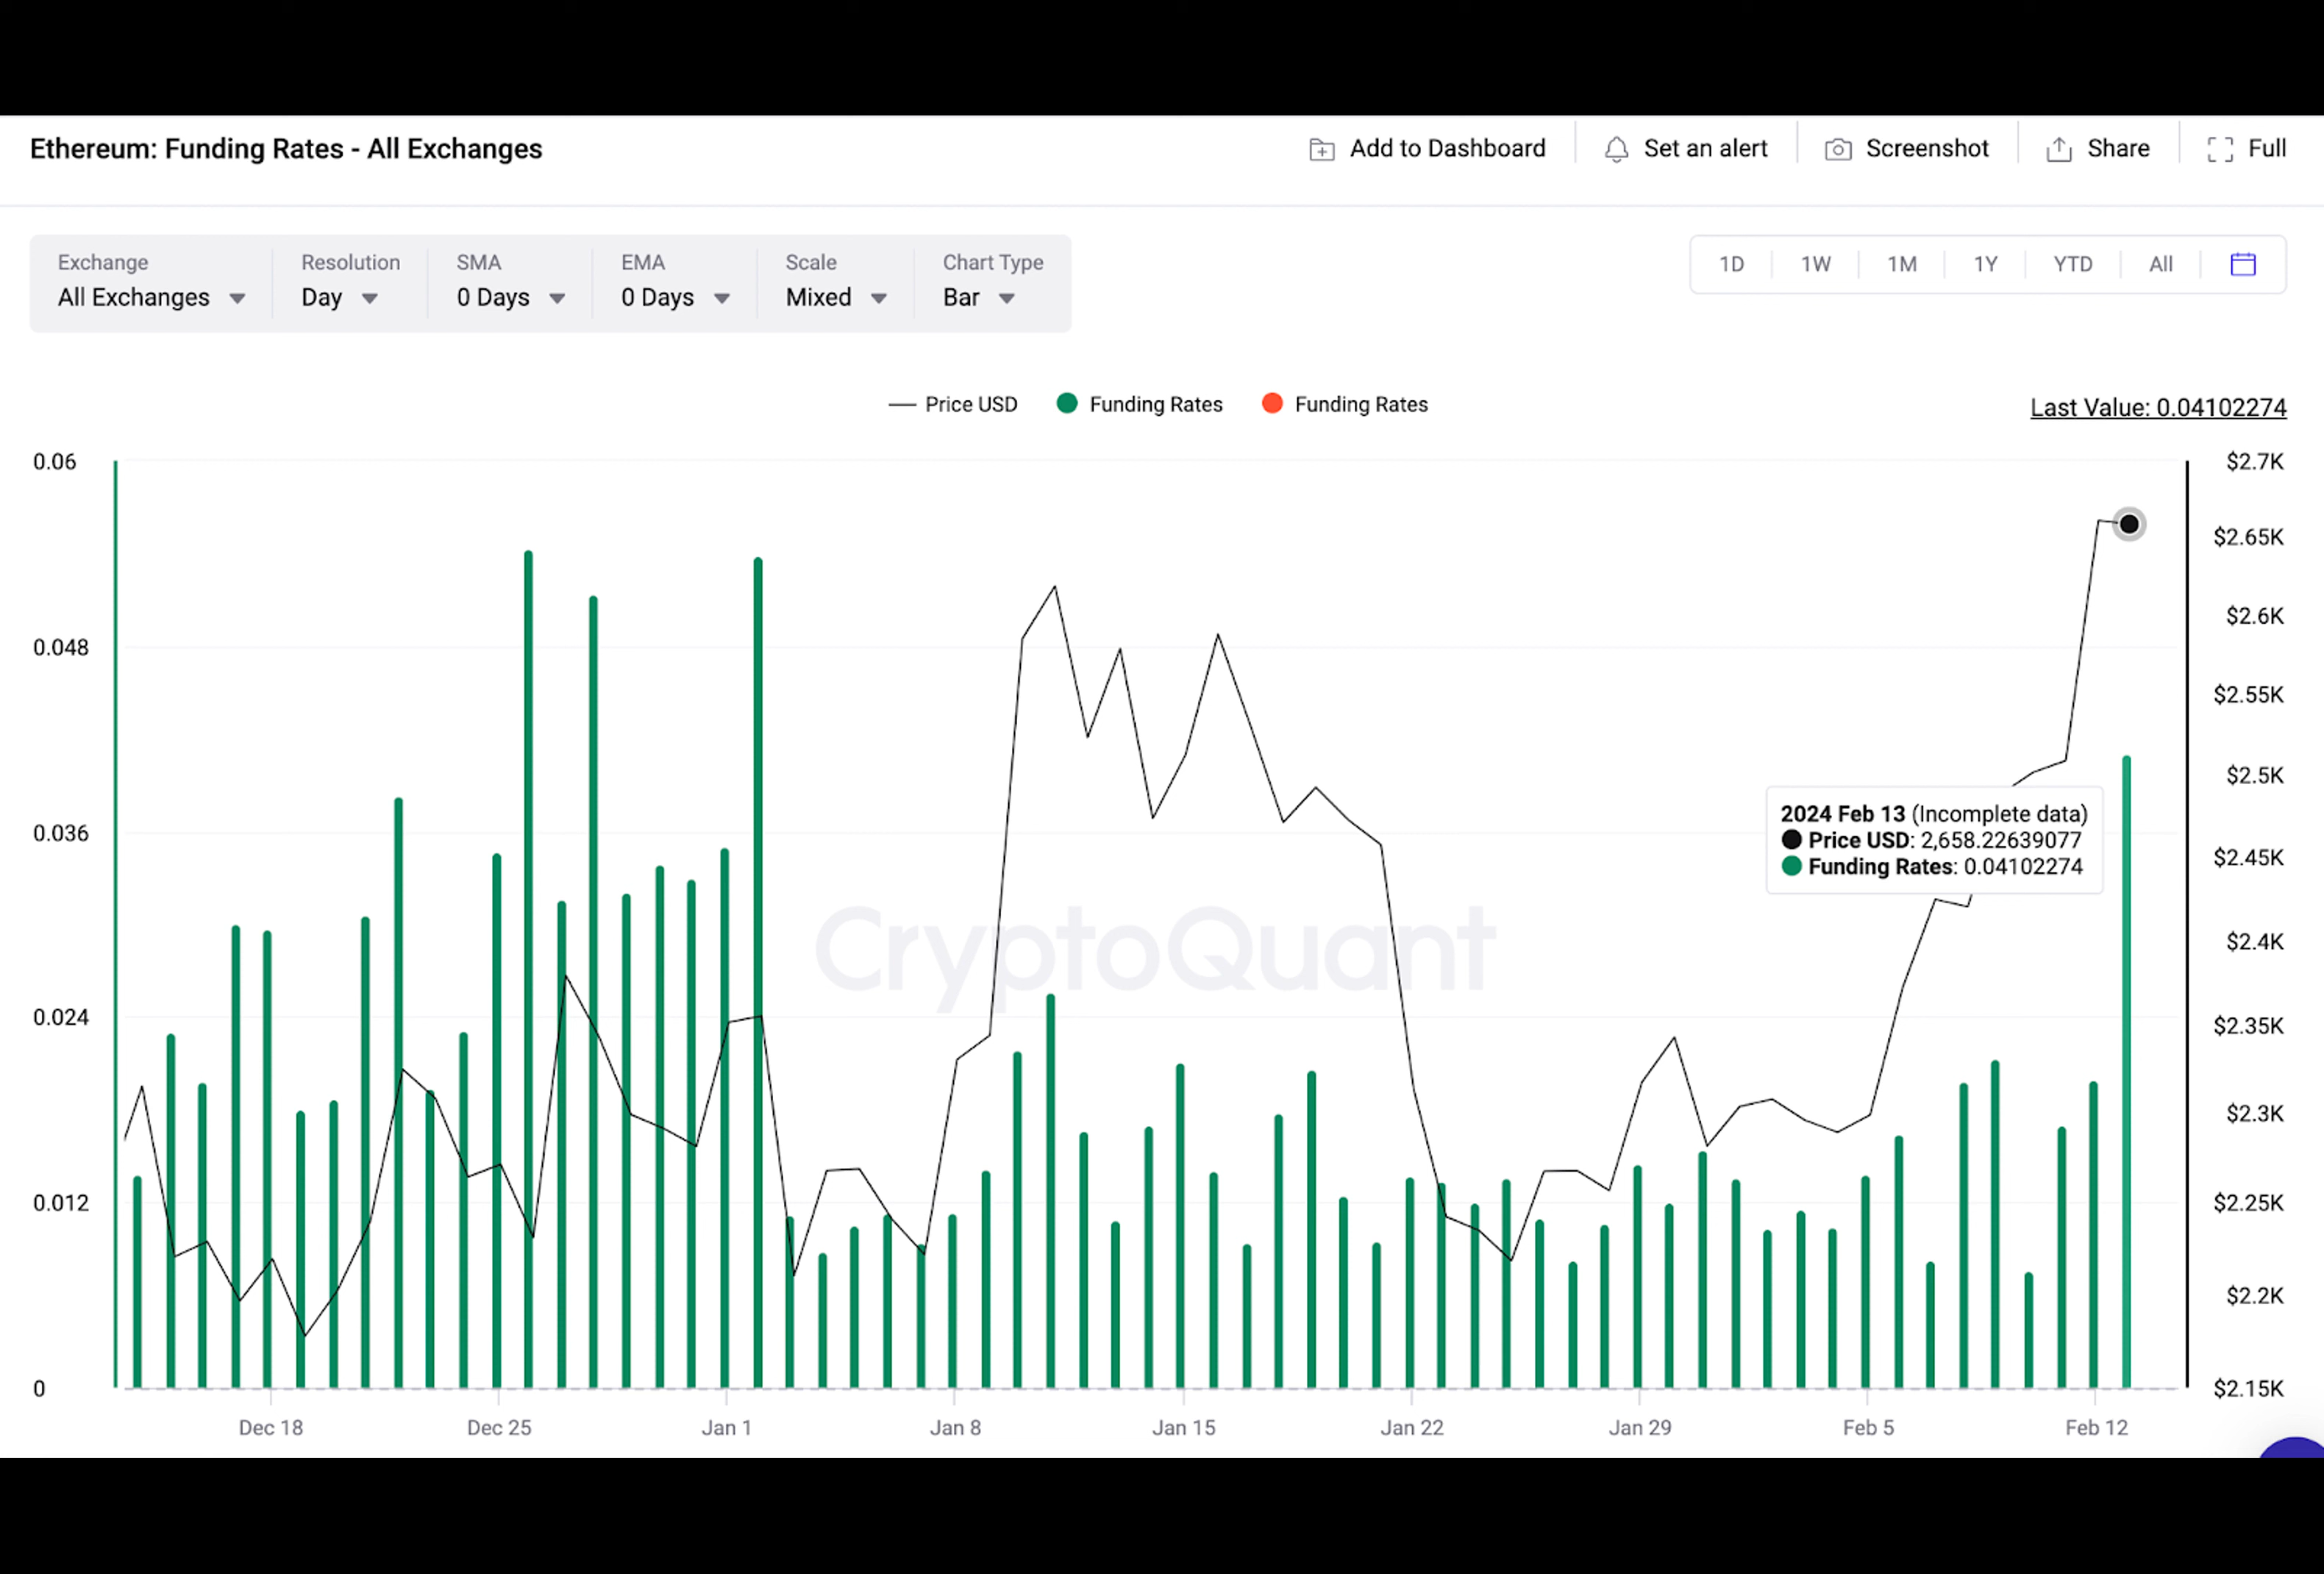 Ethereum: Funding Rates - All Exchanges
Add to Dashboard
Set an alert
Screenshot
Share
Full
Exchange Resolution SMA EMA Scale Chart Type
All Exchanges Day 0 Days 0 Days Mixed Bar
1D 1W 1M 1Y YTD All
Price USD Funding Rates Funding Rates
Last Value: 0.04102274
0.06
0.048
0.036
0.024
0.012
0
$2.7K
$2.65K
$2.6K
$2.55K
$2.5K
$2.45K
$2.4K
$2.35K
$2.3K
$2.25K
$2.2K
$2.15K
2024 Feb 13 (Incomplete data)
Price USD: 2,658.22639077
Funding Rates: 0.04102274
CryptoQuant
Dec 18 Dec 25 Jan 1 Jan 8 Jan 15 Jan 22 Jan 29 Feb 5 Feb 12